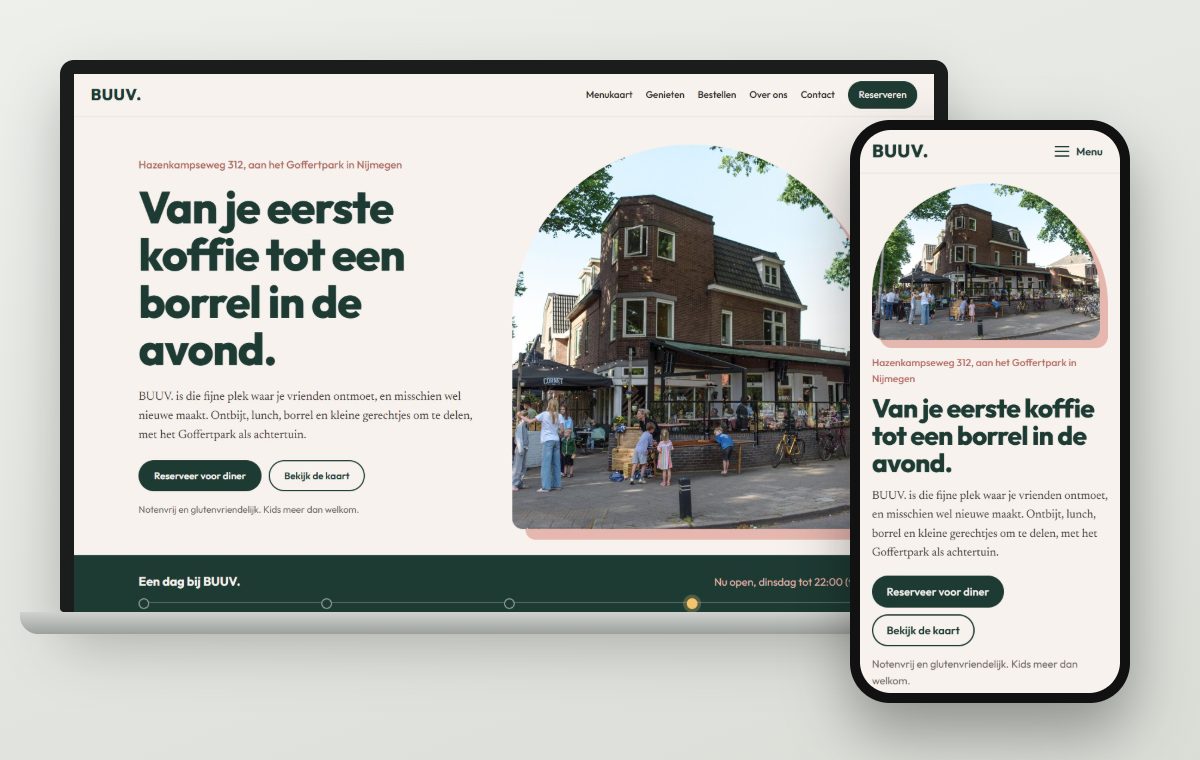 BUUV.
Menukaart Genieten Bestellen Over ons Contact Reserveren
Hazenkampseweg 312, aan het Goffertpark in Nijmegen
Van je eerste
koffie tot een
borrel in de
avond.
BUUV. is die fijne plek waar je vrienden ontmoet, en misschien wel
nieuwe maakt. Ontbijt, lunch, borrel en kleine gerechtjes om te delen,
met het Goffertpark als achtertuin.
Reserveer voor diner Bekijk de kaart
Notenvrij en glutenvriendelijk. Kids meer dan welkom.
CORNET
Een dag bij BUUV.
Nu open, dinsdag tot 22:00
BUUV.
Menu
Hazenkampseweg 312, aan het Goffertpark in
Nijmegen
Van je eerste koffie
tot een borrel in de
avond.
BUUV. is die fijne plek waar je vrienden ontmoet,
en misschien wel nieuwe maakt. Ontbijt, lunch,
borrel en kleine gerechtjes om te delen, met het
Goffertpark als achtertuin.
Reserveer voor diner
Bekijk de kaart
Notenvrij en glutenvriendelijk. Kids meer dan
welkom.